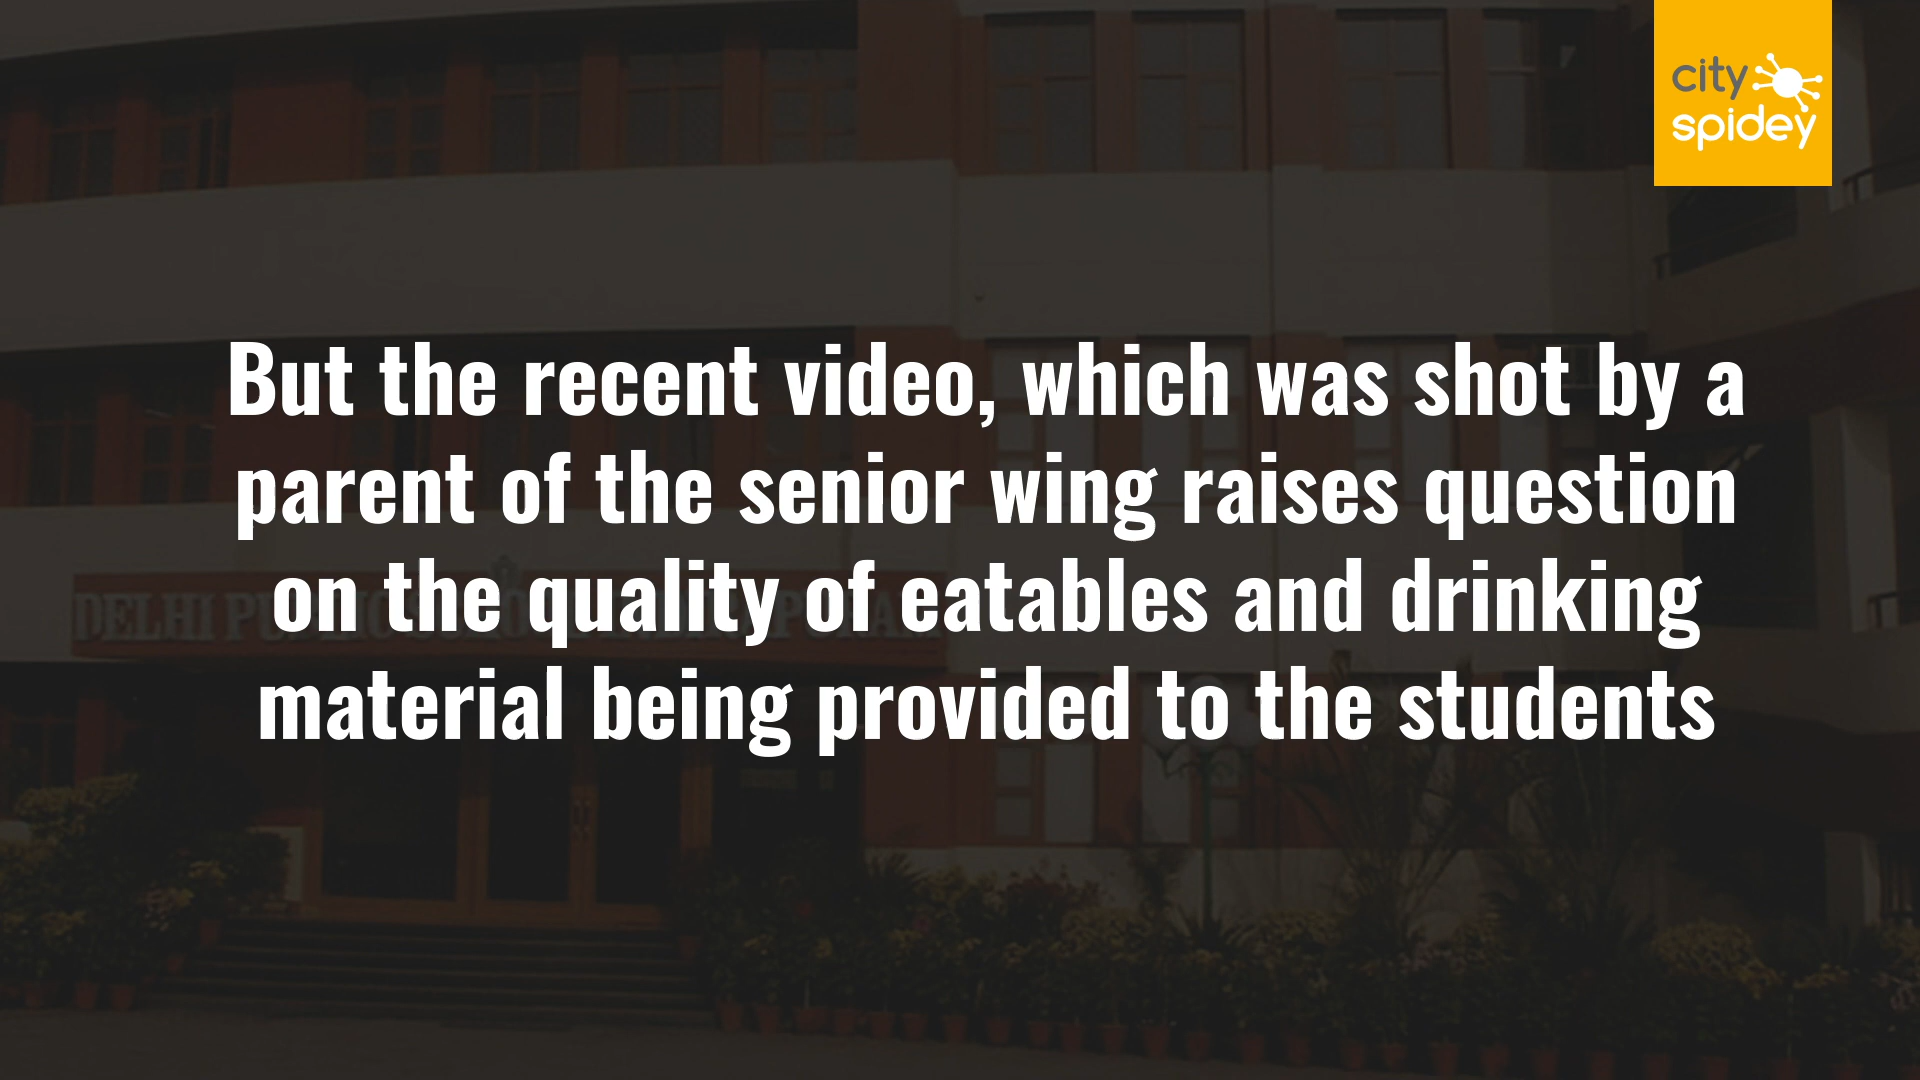 city
spidey
But the recent video, which was shot by a
parent of the senior wing raises question
on the quality of eatables and drinking
material being provided to the students
DELHI